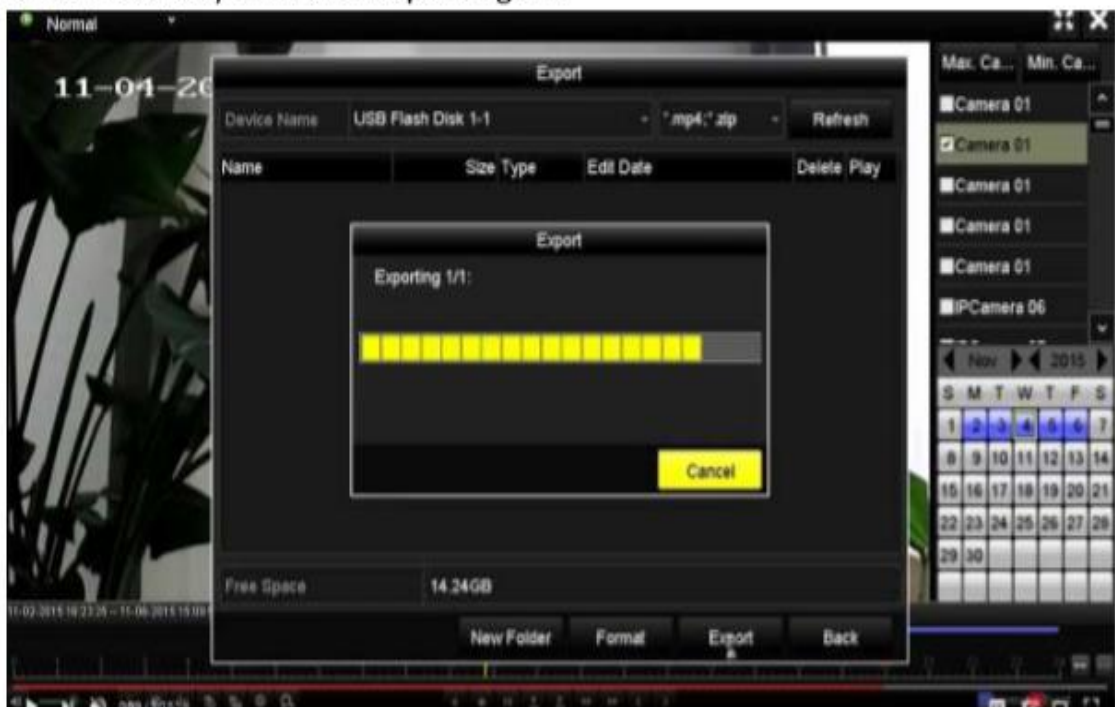 Normal
11-04-20
Export
Device Name USB Flash Disk 1-1 *.mp4;*.zip Refresh
Name Size Type Edit Date Delete Play
Export
Exporting 1/1:
Cancel
Free Space 14.24GB
New Folder Format Export Back
Max. Ca... Min. Ca...
Camera 01
Camera 01
Camera 01
Camera 01
Camera 01
IPCamera 06
Nov 2015
S M T W T F S
1 2 3 4 5 6 7
8 9 10 11 12 13 14
15 16 17 18 19 20 21
22 23 24 25 26 27 28
29 30